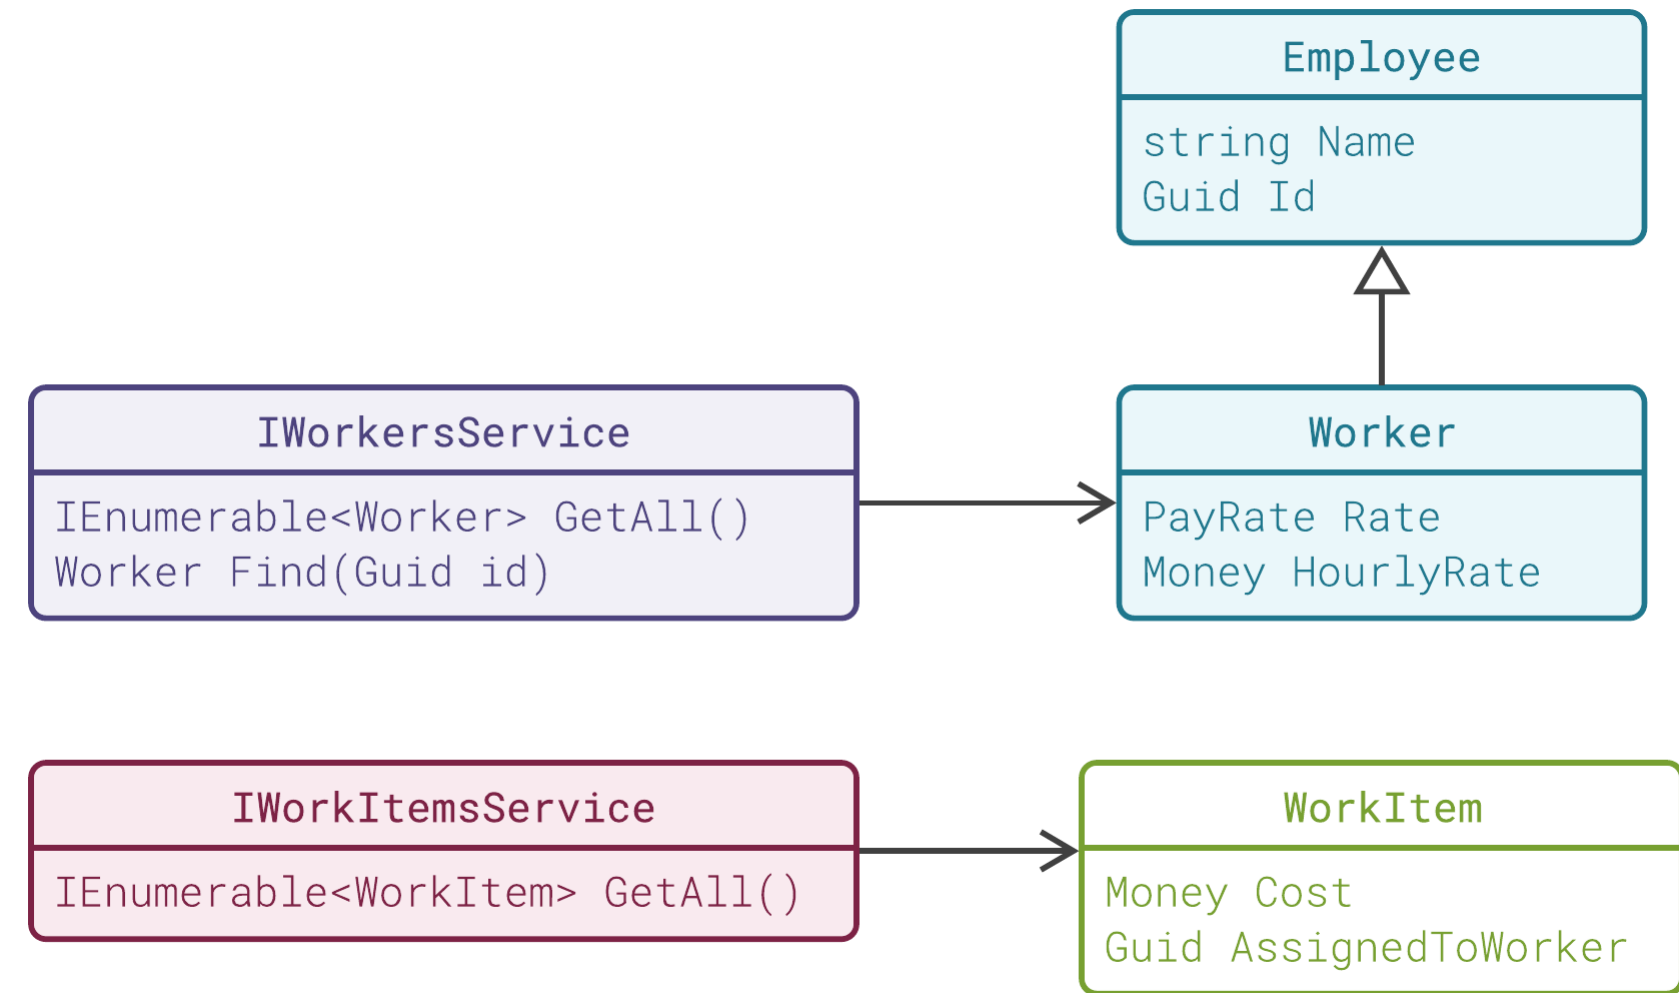 Employee
string Name
Guid Id
IWorkersService
IEnumerable<Worker> GetAll()
Worker Find(Guid id)
Worker
PayRate Rate
Money HourlyRate
IWorkItemsService
IEnumerable<WorkItem> GetAll()
WorkItem
Money Cost
Guid AssignedToWorker